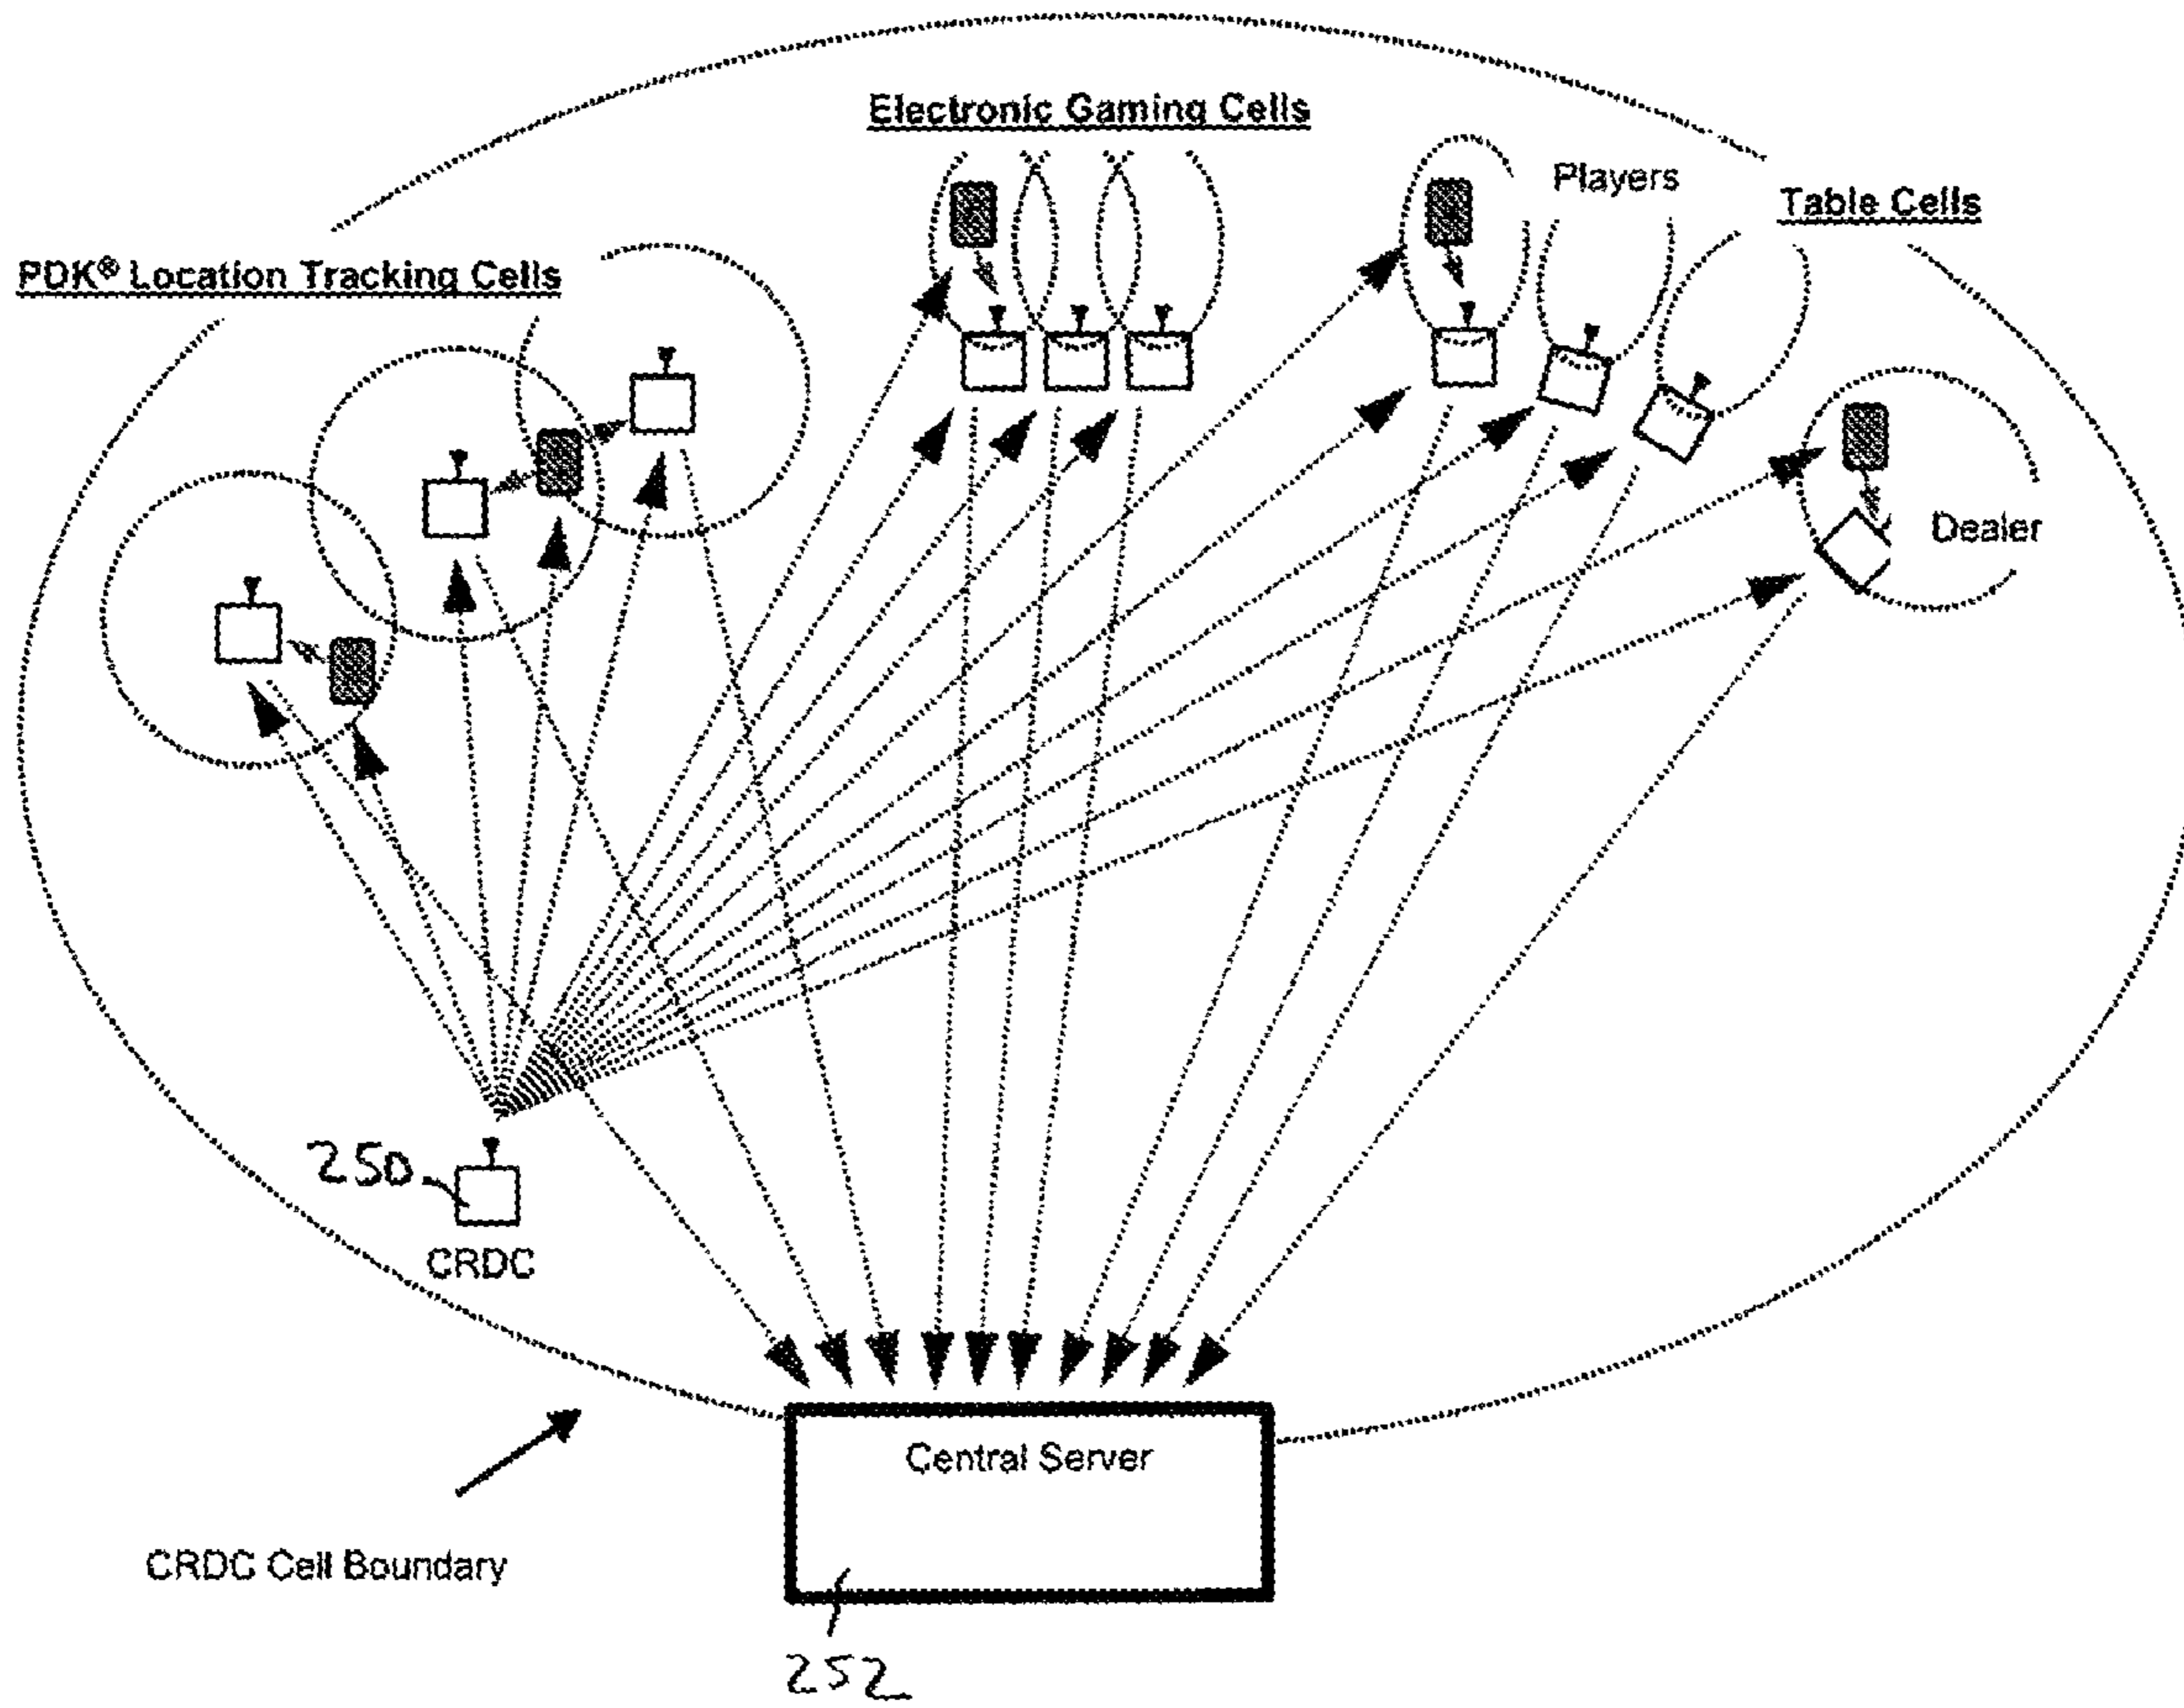 Electronic Gaming Cells
Players
Table Cells
PDK® Location Tracking Cells
Dealer
250
CRDC
Central Server
CRDC Cell Boundary
252